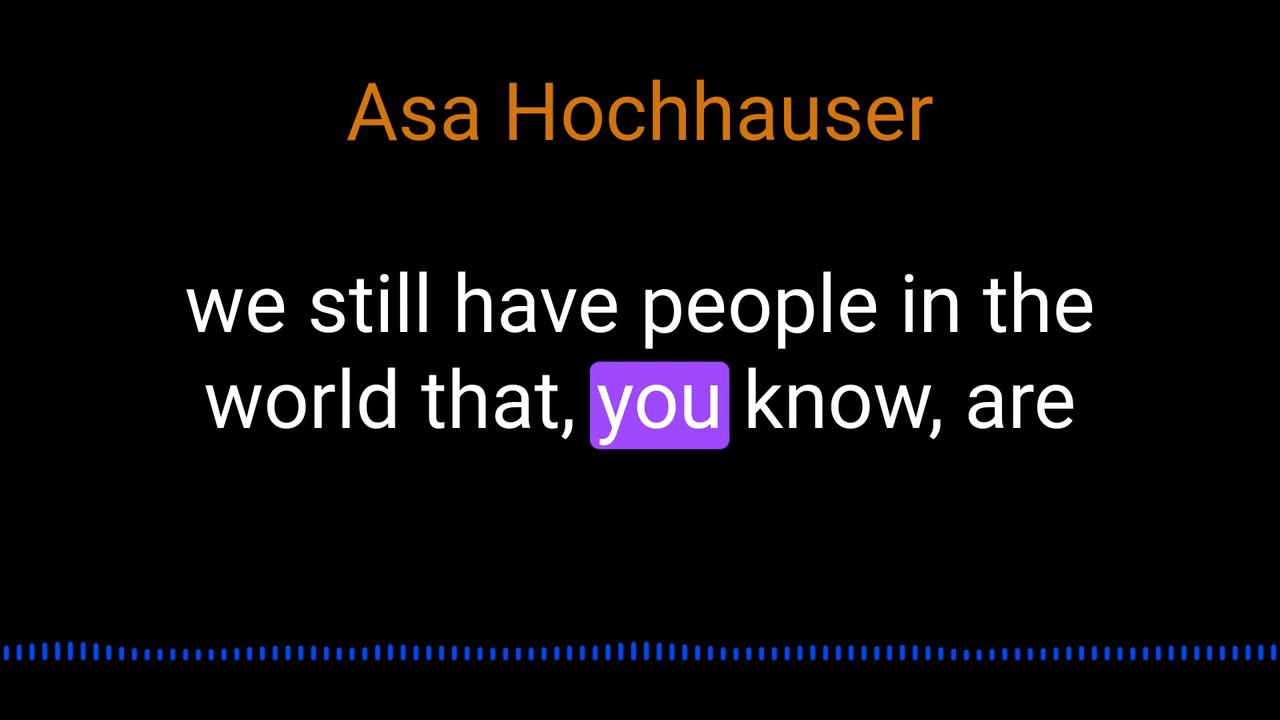 Asa Hochhauser
we still have people in the
world that, you know, are